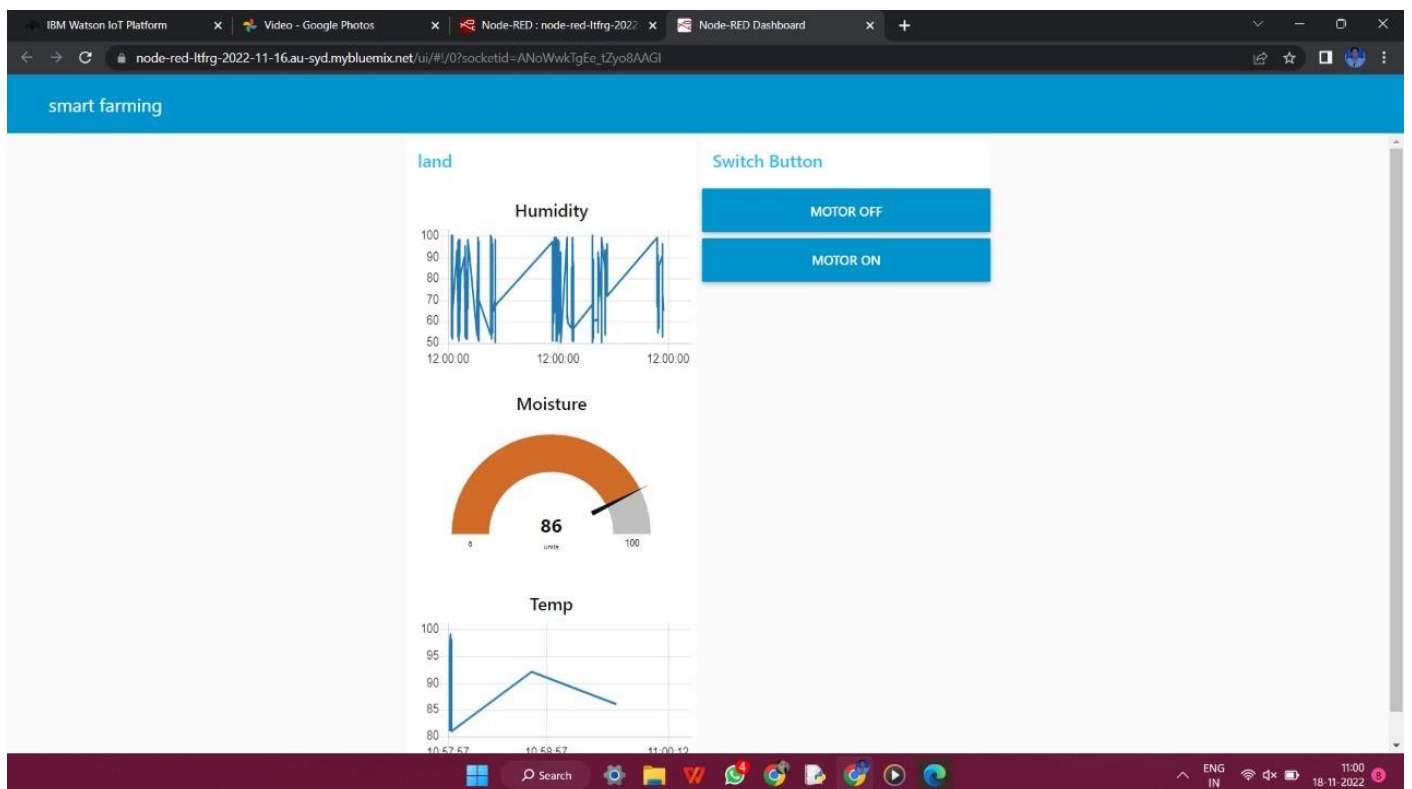 IBM Watson IoT Platform
Video - Google Photos
Node-RED : node-red-ltfrg-2022
Node-RED Dashboard
node-red-ltfrg-2022-11-16.au-syd.mybluemix.net/ui/#!/0?socketid=ANoWwkTgEe_tZyo8AAGI
smart farming
land
Humidity
100
90
80
70
60
50
12:00:00 12:00:00 12:00:00
Moisture
86
units
0 100
Temp
100
95
90
85
80
10:57:57 10:58:57 11:00:12
Switch Button
MOTOR OFF
MOTOR ON
Search
4
ENG
IN
11:00
18-11-2022
8